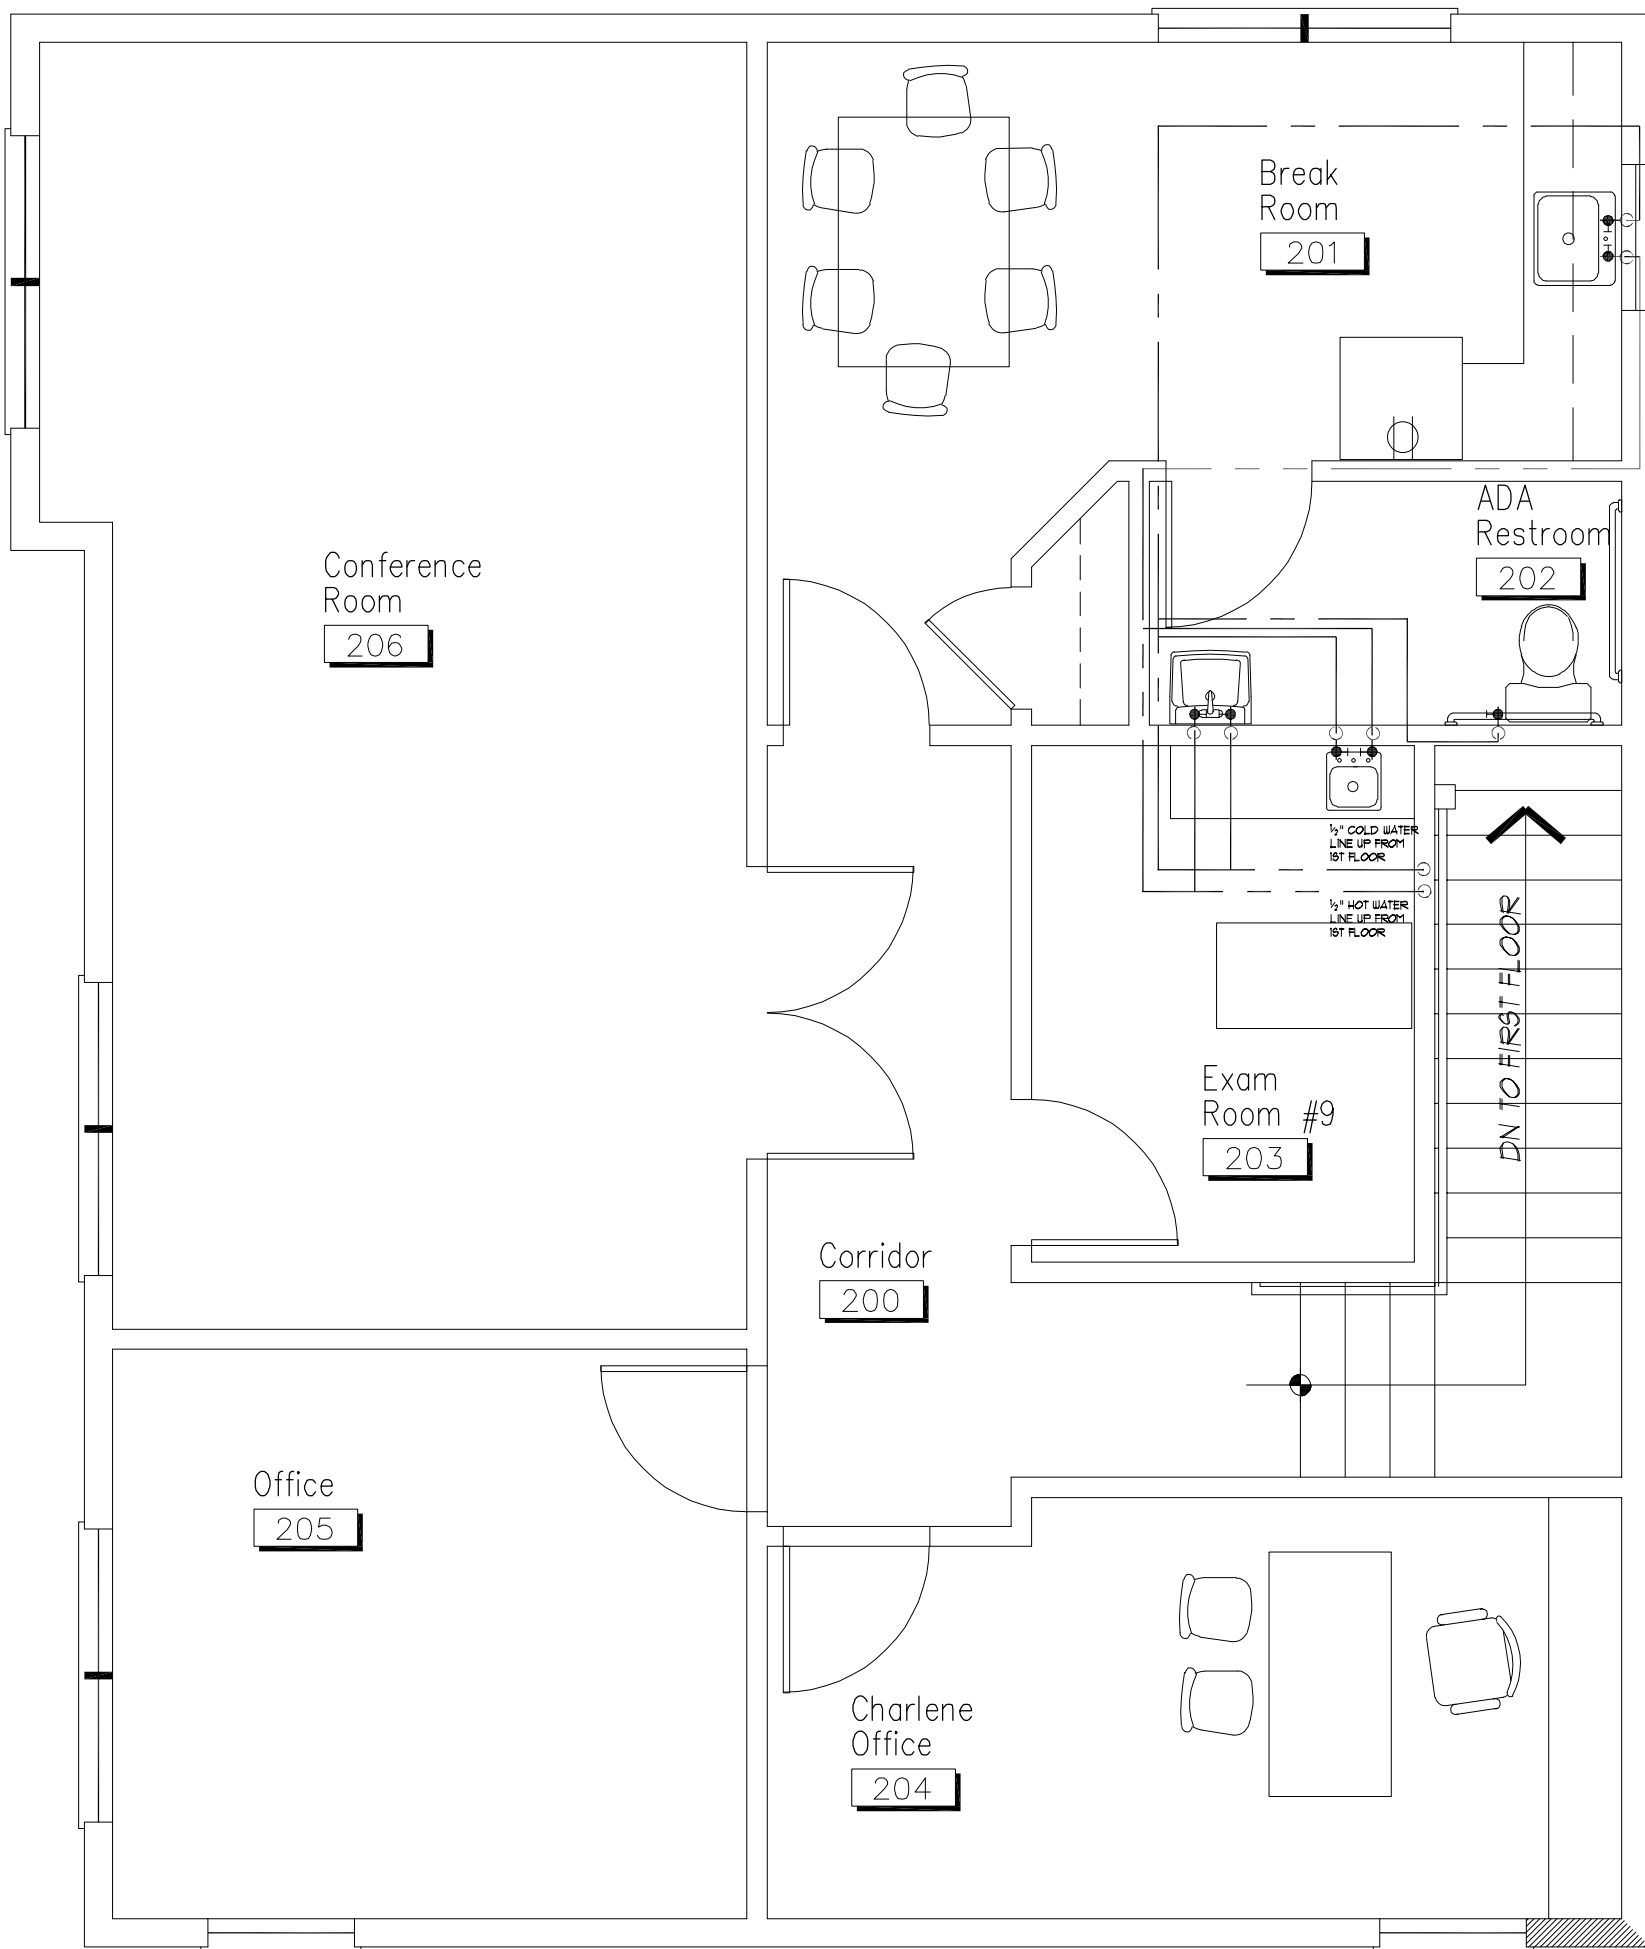 Break
Room
201
ADA
Restroom
202
Conference
Room
206
½" COLD WATER
LINE UP FROM
1ST FLOOR
½" HOT WATER
LINE UP FROM
1ST FLOOR
DN TO FIRST FLOOR
Exam
Room #9
203
Corridor
200
Office
205
Charlene
Office
204